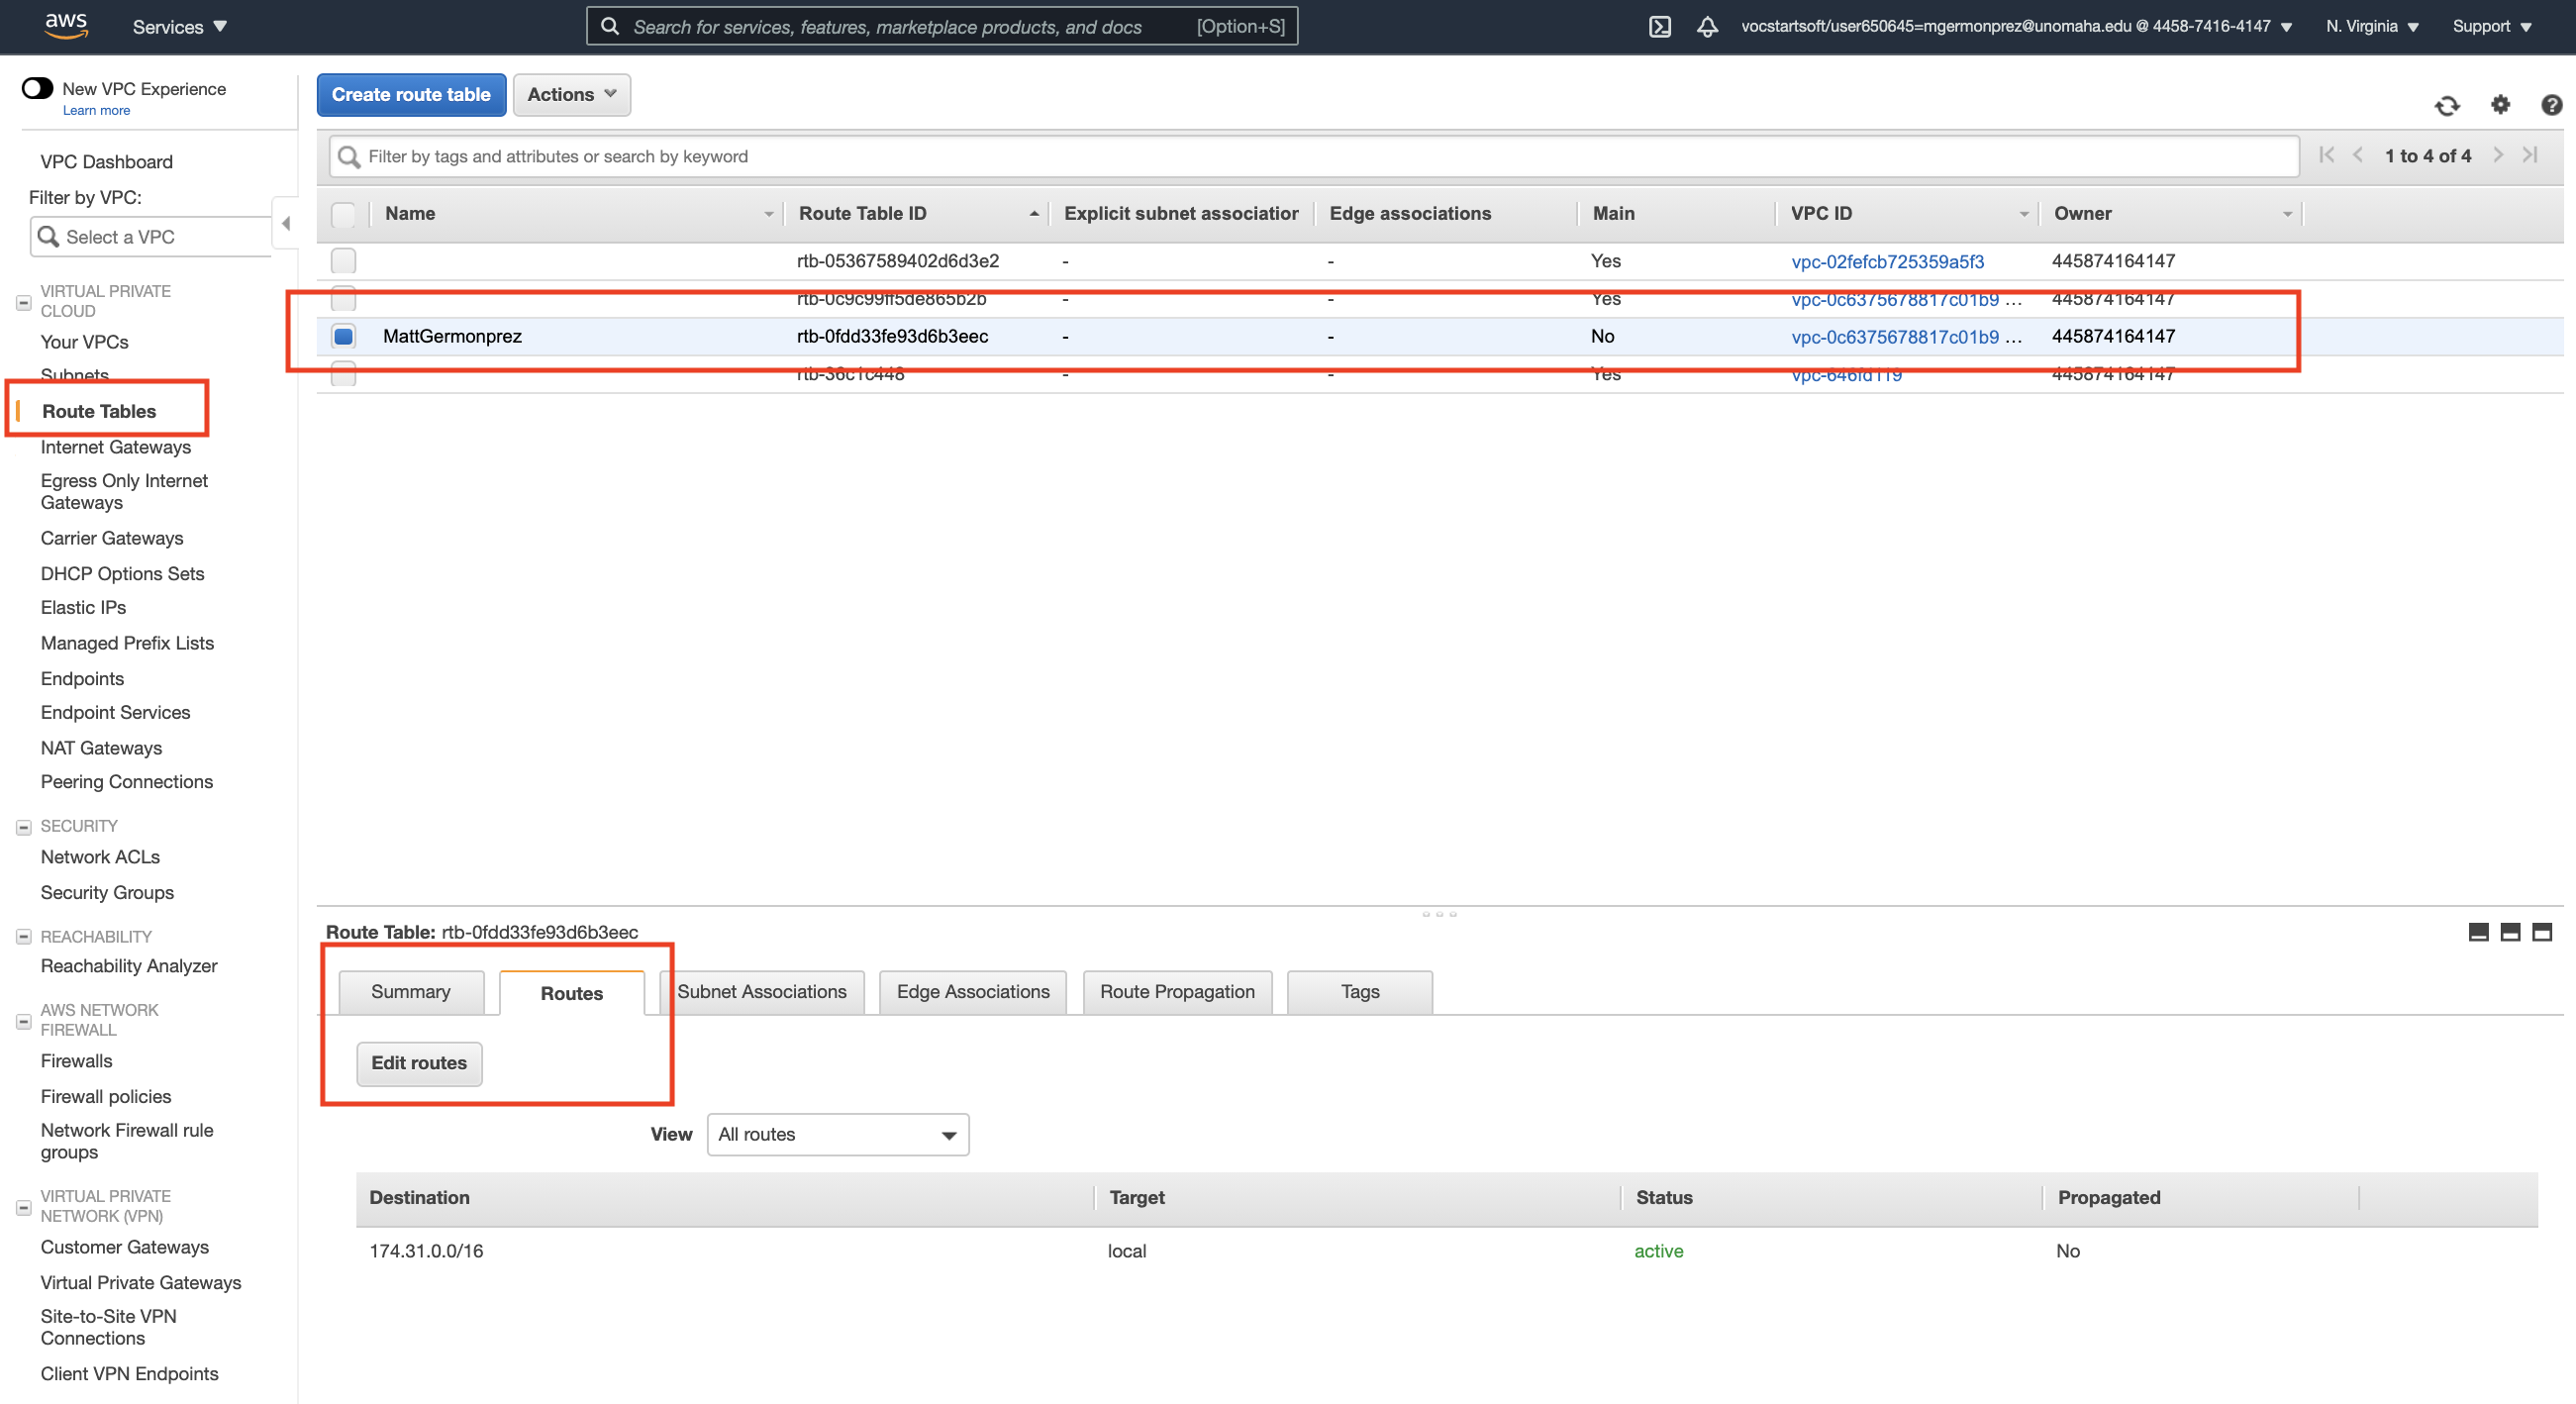 aws Services Search for services, features, marketplace products, and docs [Option+S] vocstartsoft/user650645=mgermonprez@unomaha.edu @ 4458-7416-4147 N. Virginia Support
New VPC Experience
Learn more
VPC Dashboard
Filter by VPC:
Select a VPC
VIRTUAL PRIVATE
CLOUD
Your VPCs
Subnets
Route Tables
Internet Gateways
Egress Only Internet
Gateways
Carrier Gateways
DHCP Options Sets
Elastic IPs
Managed Prefix Lists
Endpoints
Endpoint Services
NAT Gateways
Peering Connections
SECURITY
Network ACLs
Security Groups
REACHABILITY
Reachability Analyzer
AWS NETWORK
FIREWALL
Firewalls
Firewall policies
Network Firewall rule
groups
VIRTUAL PRIVATE
NETWORK (VPN)
Customer Gateways
Virtual Private Gateways
Site-to-Site VPN
Connections
Client VPN Endpoints
Create route table Actions
Filter by tags and attributes or search by keyword 1 to 4 of 4
Name Route Table ID Explicit subnet association Edge associations Main VPC ID Owner
rtb-05367589402d6d3e2 - - Yes vpc-02fefcb725359a5f3 445874164147
rtb-0c9c99ff5de865b2b - - Yes vpc-0c6375678817c01b9 ... 445874164147
MattGermonprez rtb-0fdd33fe93d6b3eec - - No vpc-0c6375678817c01b9 ... 445874164147
rtb-36c1c448 - - Yes vpc-646fd119 445874164147
Route Table: rtb-0fdd33fe93d6b3eec
Summary Routes Subnet Associations Edge Associations Route Propagation Tags
Edit routes
View All routes
Destination Target Status Propagated
174.31.0.0/16 local active No